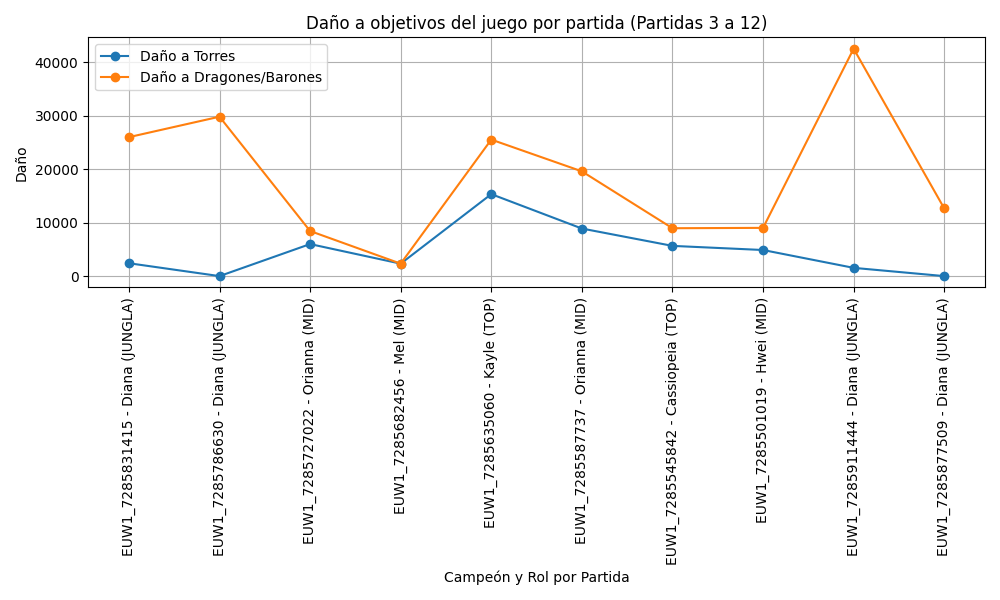 Daño a objetivos del juego por partida (Partidas 3 a 12)
Daño a Torres
Daño a Dragones/Barones
Daño
40000
30000
20000
10000
0
EUW1_7285831415 - Diana (JUNGLA)
EUW1_7285786630 - Diana (JUNGLA)
EUW1_7285727022 - Orianna (MID)
EUW1_7285682456 - Mel (MID)
EUW1_7285635060 - Kayle (TOP)
EUW1_7285587737 - Orianna (MID)
EUW1_7285545842 - Cassiopeia (TOP)
EUW1_7285501019 - Hwei (MID)
EUW1_7285911444 - Diana (JUNGLA)
EUW1_7285877509 - Diana (JUNGLA)
Campeón y Rol por Partida